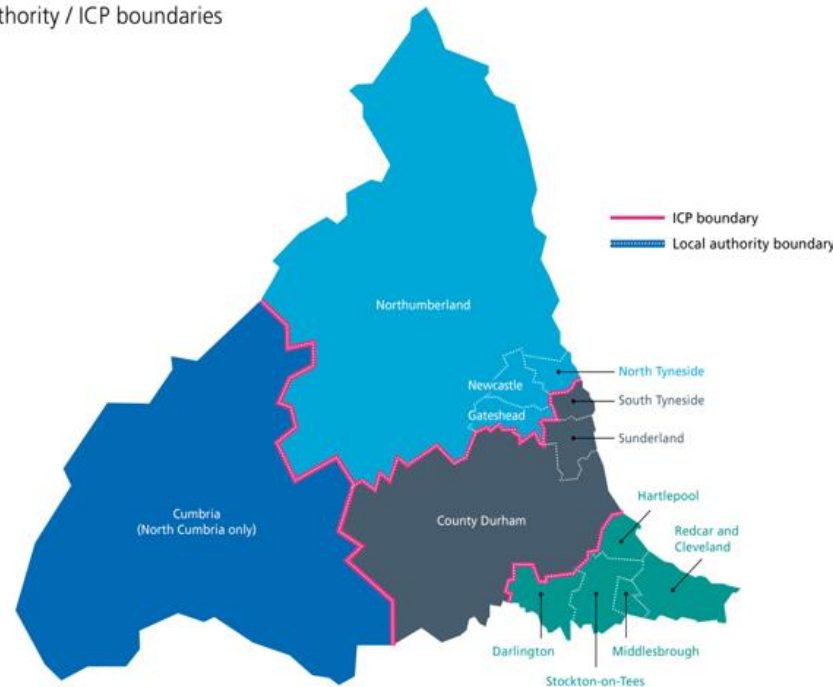 / ICP boundaries
ICP boundary
Local authority boundary
Northumberland
North Tyneside
Newcastle
South Tyneside
Gateshead
Sunderland
Hartlepool
Cumbria
(North Cumbria only)
County Durham
Redcar and
Cleveland
Darlington
Middlesbrough
Stockton-on-Tees